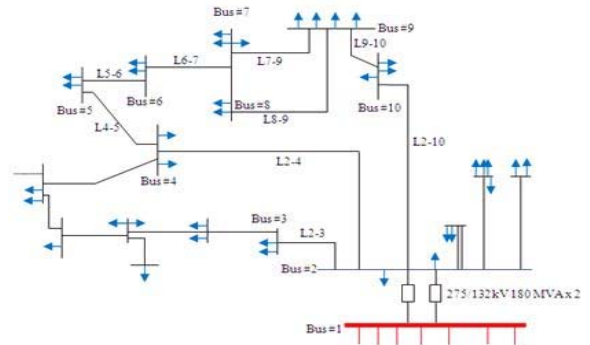 Bus#7
Bus#9
L9-10
L6-7
L7-9
L5-6
Bus#5
Bus#6
Bus#8
L8-9
Bus#10
L4-5
L2-10
L2-4
Bus#4
Bus#3
L2-3
Bus#2
275/132kV 180 MVA x 2
Bus#1